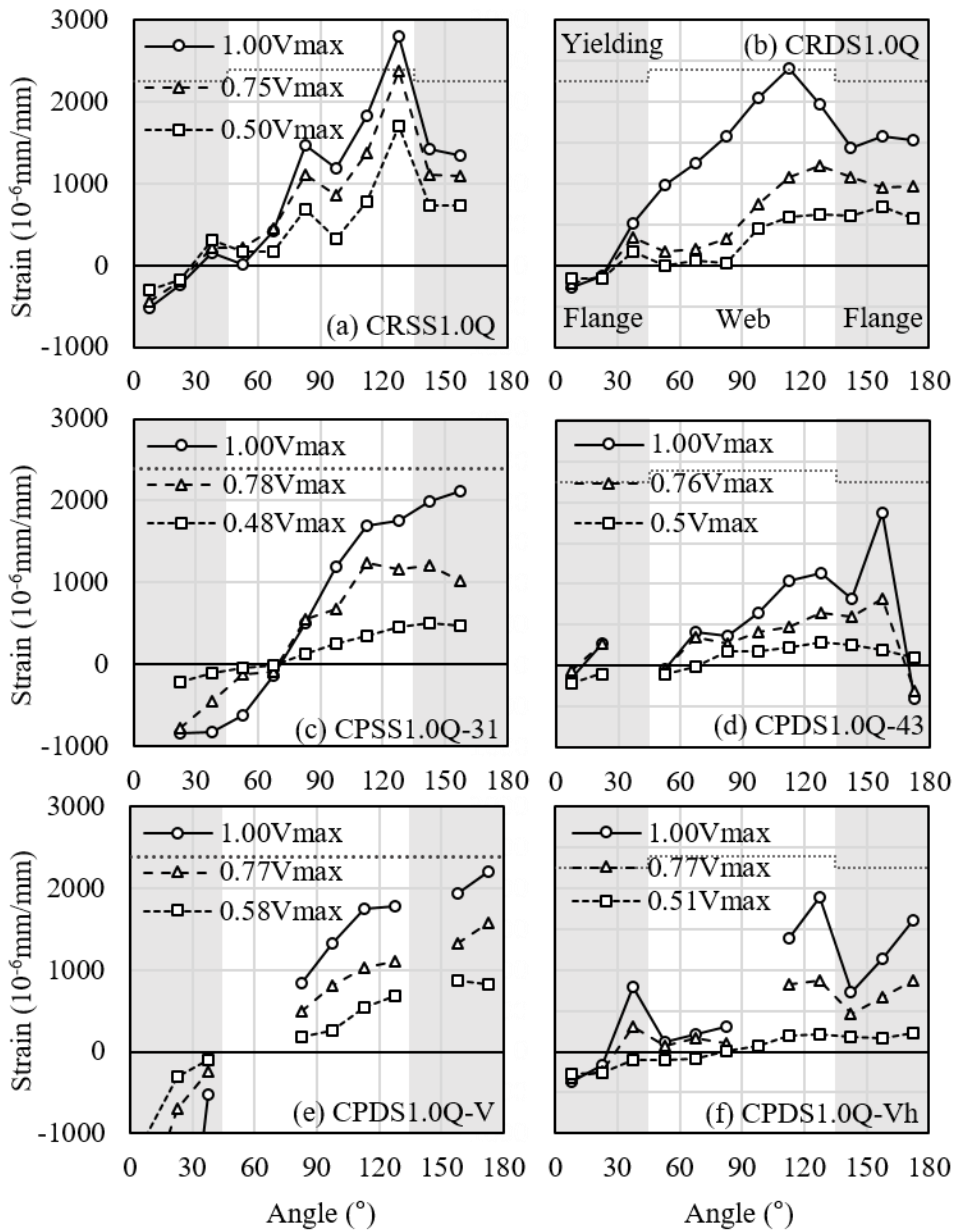 3000
2000
1000
0
-1000
Strain (10-6mm/mm)
1.00Vmax
0.75Vmax
0.50Vmax
(a) CRSS1.0Q
0 30 60 90 120 150 180
Yielding
(b) CRDS1.0Q
Flange Web Flange
0 30 60 90 120 150 180
3000
2000
1000
0
-1000
Strain (10-6mm/mm)
1.00Vmax
0.78Vmax
0.48Vmax
(c) CPSS1.0Q-31
0 30 60 90 120 150 180
1.00Vmax
0.76Vmax
0.5Vmax
(d) CPDS1.0Q-43
0 30 60 90 120 150 180
3000
2000
1000
0
-1000
Strain (10-6mm/mm)
1.00Vmax
0.77Vmax
0.58Vmax
(e) CPDS1.0Q-V
0 30 60 90 120 150 180
Angle (o)
1.00Vmax
0.77Vmax
0.51Vmax
(f) CPDS1.0Q-Vh
0 30 60 90 120 150 180
Angle (o)